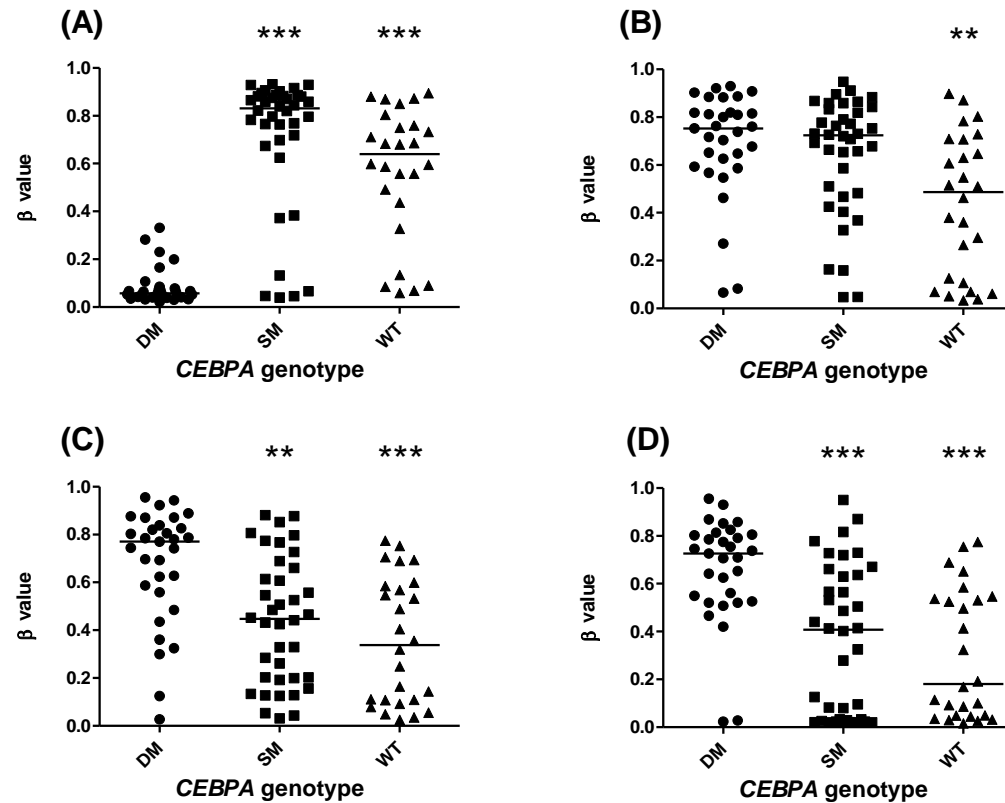 (A)
*** ***
1.0
0.8
0.6
0.4
0.2
0.0
β value
DM SM WT
CEBPA genotype
(B)
**
1.0
0.8
0.6
0.4
0.2
0.0
β value
DM SM WT
CEBPA genotype
(C)
** ***
1.0
0.8
0.6
0.4
0.2
0.0
β value
DM SM WT
CEBPA genotype
(D)
*** ***
1.0
0.8
0.6
0.4
0.2
0.0
β value
DM SM WT
CEBPA genotype